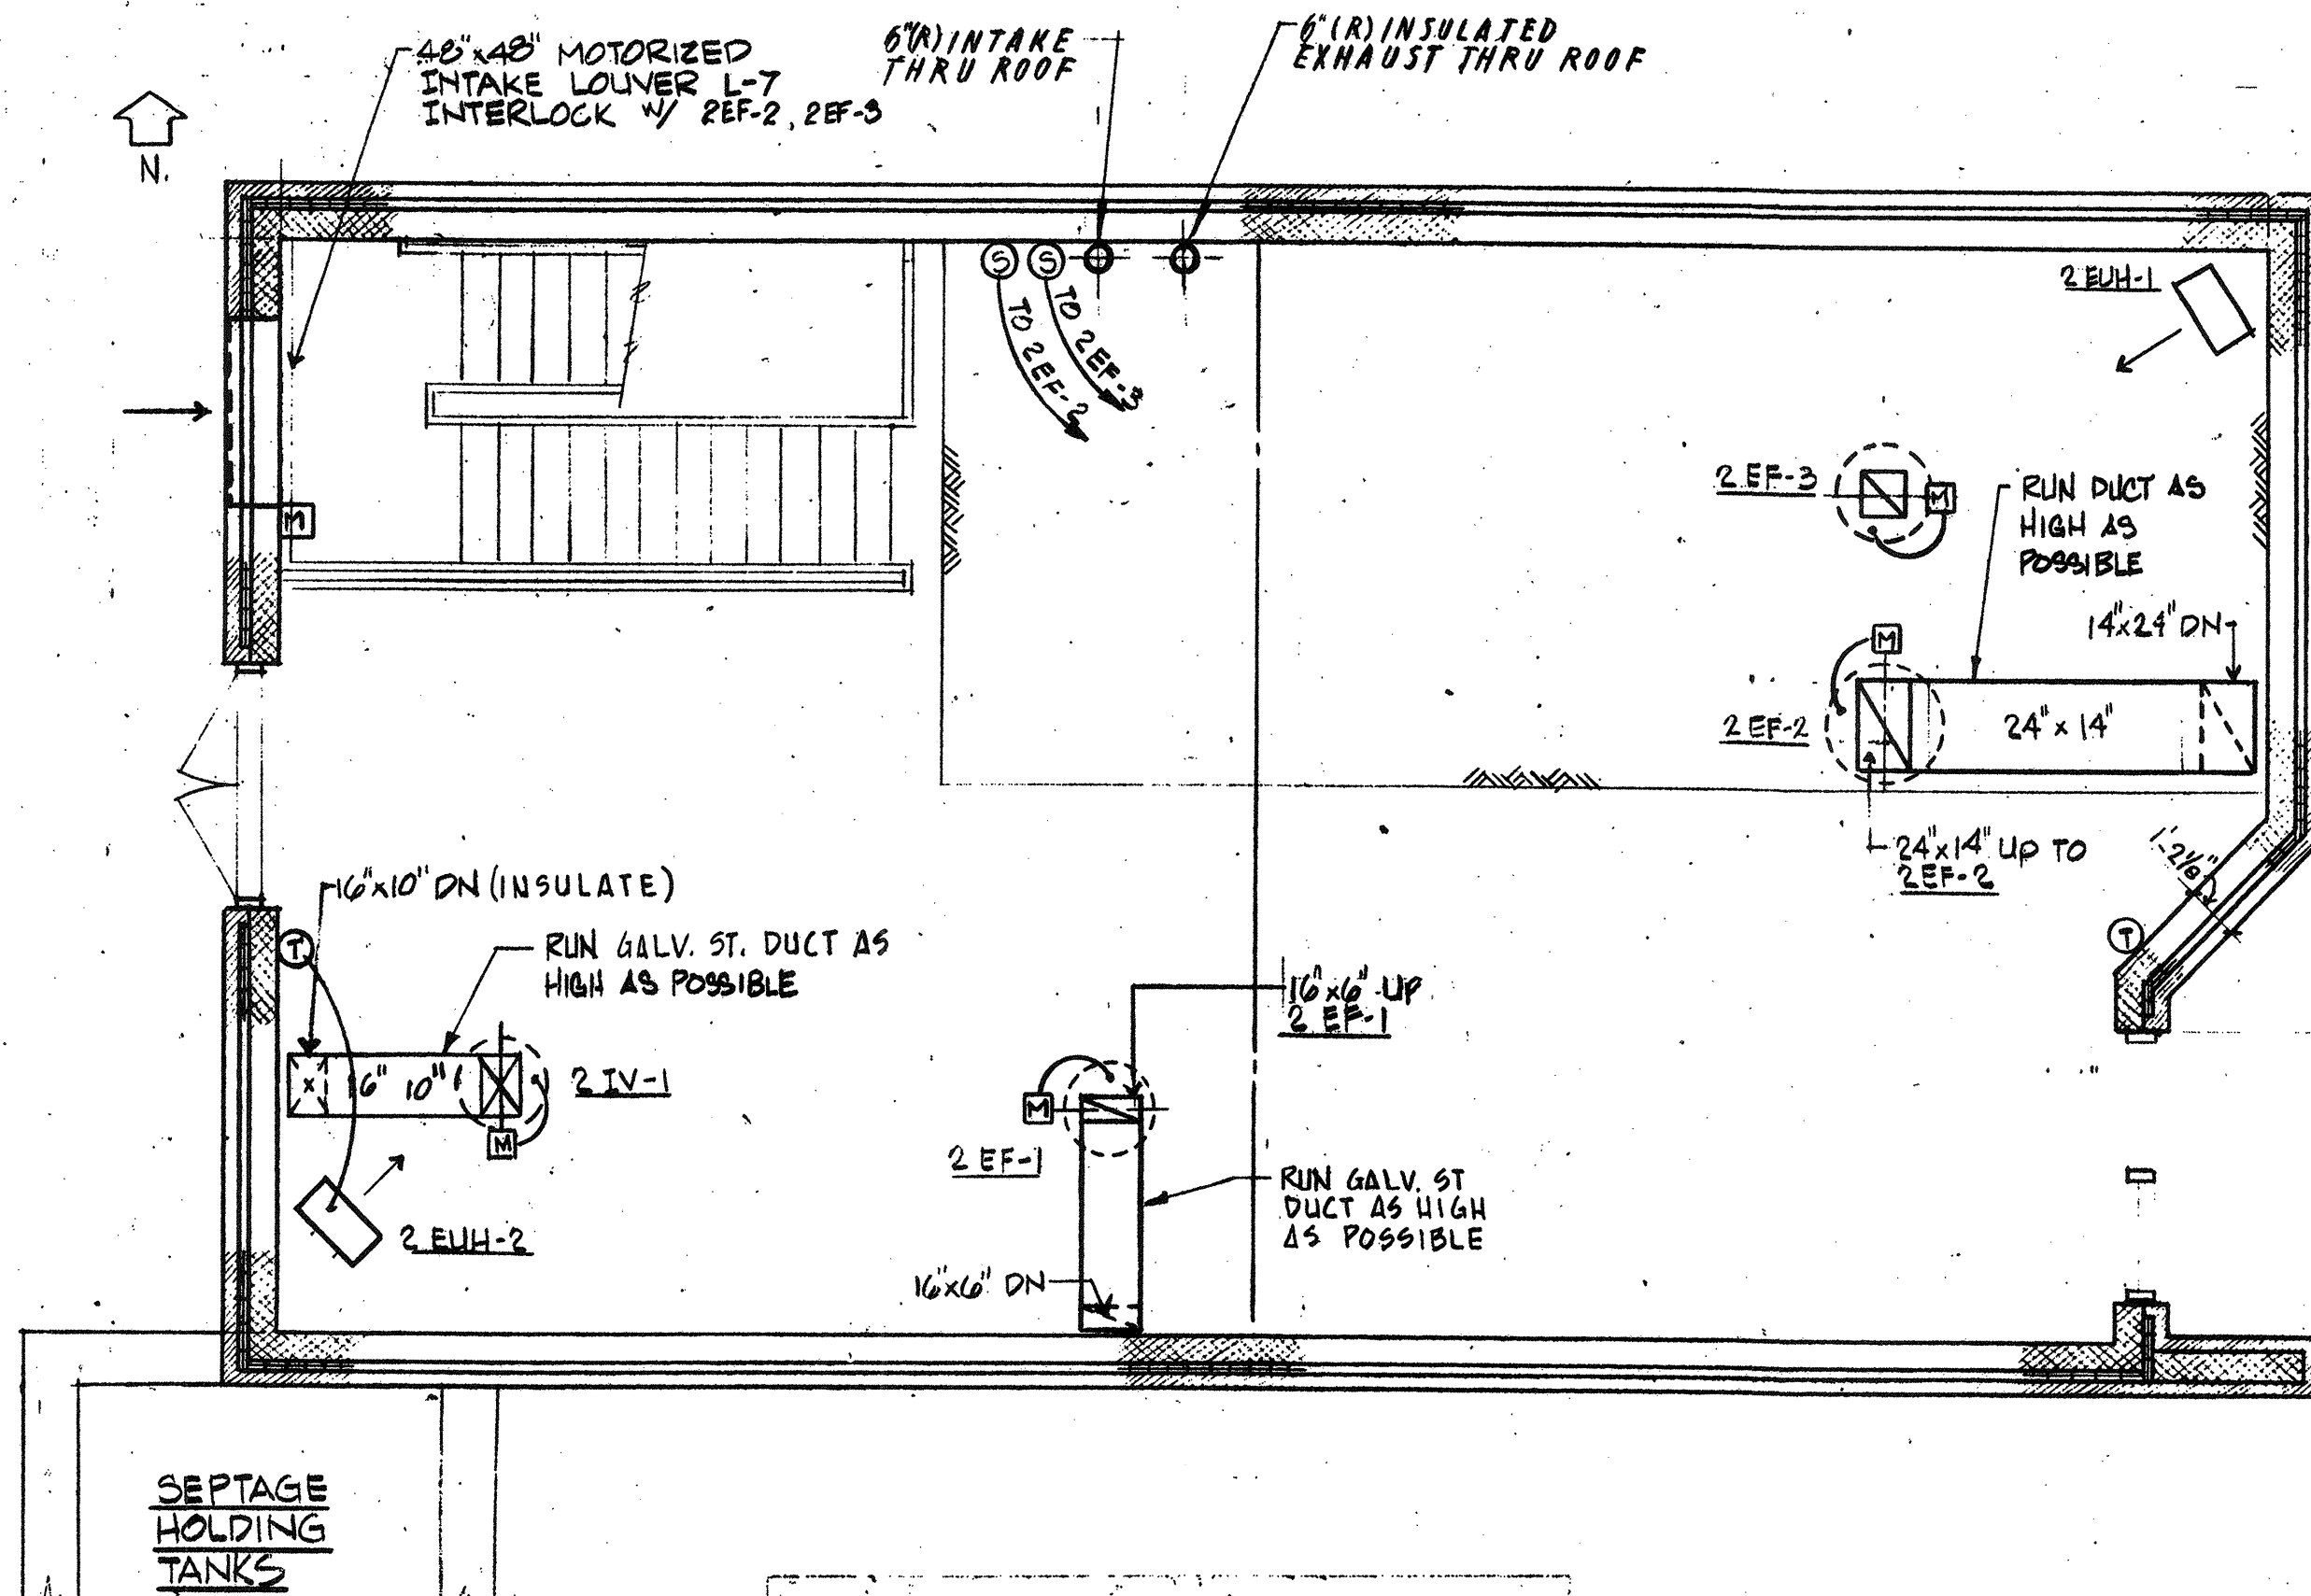 48"x48" MOTORIZED
INTAKE LOUVER L-7
INTERLOCK W/ 2EF-2, 2EF-3
6"(R) INTAKE
THRU ROOF
6"(R) INSULATED
EXHAUST THRU ROOF
N.
S
S
TO 2EF-2
TO 2EF-3
2 EUH-1
M
2 EF-3
M
RUN DUCT AS
HIGH AS
POSSIBLE
14"x24" DN
M
2 EF-2
24" x 14"
24"x14" UP TO
2EF-2
1'-2 1/8"
16"x10" DN (INSULATE)
T
RUN GALV. ST. DUCT AS
HIGH AS POSSIBLE
T
16"x6" UP
2 EF-1
x
16" 10"
2 IV-1
M
M
2 EF-1
RUN GALV. ST
DUCT AS HIGH
AS POSSIBLE
2 EUH-2
16"x6" DN
SEPTAGE
HOLDING
TANKS